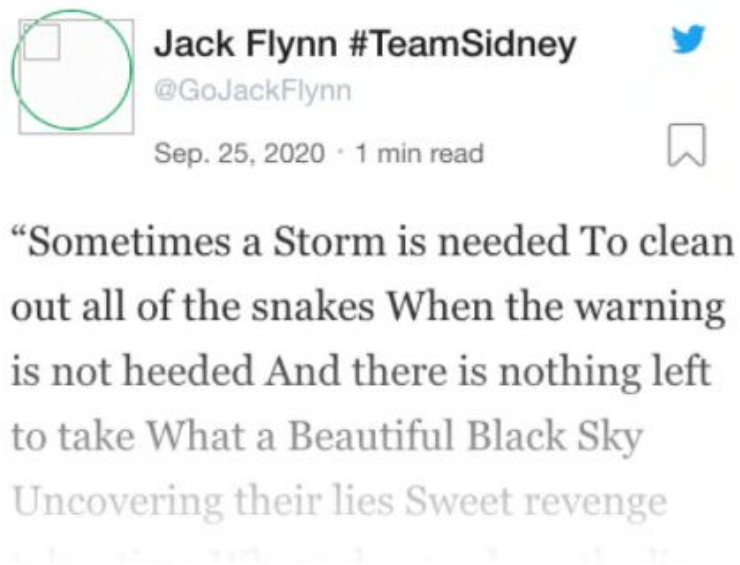 Jack Flynn #TeamSidney
@GoJackFlynn
Sep. 25, 2020 · 1 min read
“Sometimes a Storm is needed To clean
out all of the snakes When the warning
is not heeded And there is nothing left
to take What a Beautiful Black Sky
Uncovering their lies Sweet revenge